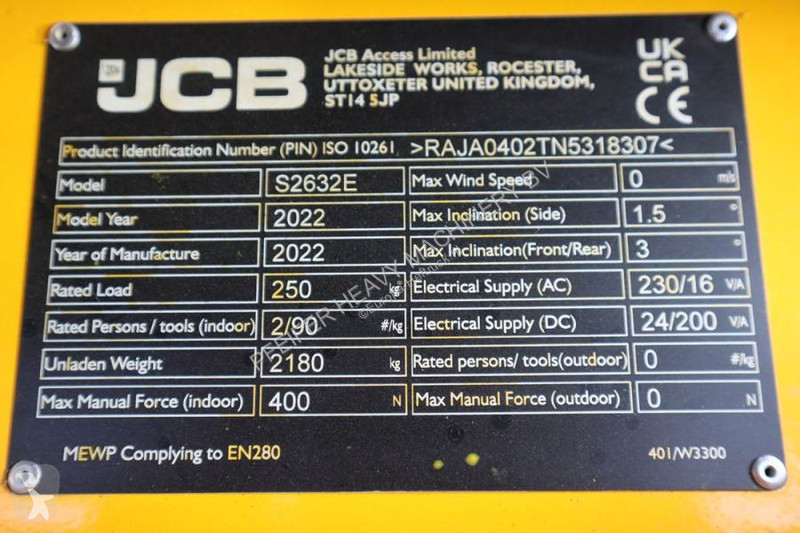 JCB
JCB Access Limited
LAKESIDE WORKS, ROCESTER,
UTTOXETER UNITED KINGDOM,
ST14 5JP
UK
CA
CE
Product Identification Number (PIN) ISO 10261 >RAJA0402TN5318307<
Model S2632E Max Wind Speed 0 m/s
Model Year 2022 Max Inclination (Side) 1.5 °
Year of Manufacture 2022 Max Inclination(Front/Rear) 3 °
Rated Load 250 kg Electrical Supply (AC) 230/16 V/A
Rated Persons / tools (indoor) 2/90 #/kg Electrical Supply (DC) 24/200 V/A
Unladen Weight 2180 kg Rated persons/ tools(outdoor) 0 #/kg
Max Manual Force (indoor) 400 N Max Manual Force (outdoor) 0 N
MEWP Complying to EN280 401/W3300
PFEIFER HEAVY MACHINERY BV